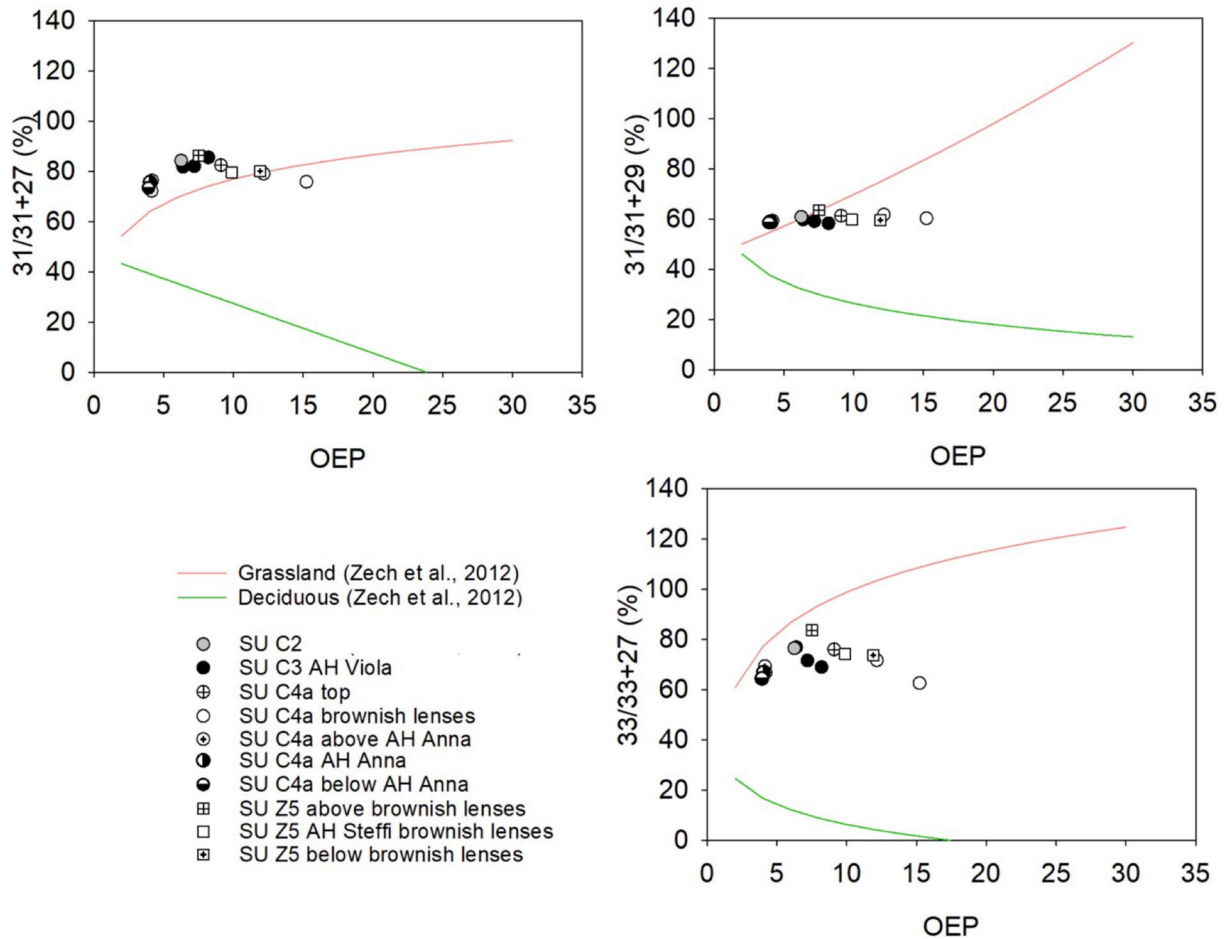 140
120
100
80
60
40
20
0
31/31+27 (%)
0 5 10 15 20 25 30 35
OEP
140
120
100
80
60
40
20
0
31/31+29 (%)
0 5 10 15 20 25 30 35
OEP
Grassland (Zech et al., 2012)
Deciduous (Zech et al., 2012)
SU C2
SU C3 AH Viola
SU C4a top
SU C4a brownish lenses
SU C4a above AH Anna
SU C4a AH Anna
SU C4a below AH Anna
SU Z5 above brownish lenses
SU Z5 AH Steffi brownish lenses
SU Z5 below brownish lenses
140
120
100
80
60
40
20
0
33/33+27 (%)
0 5 10 15 20 25 30 35
OEP